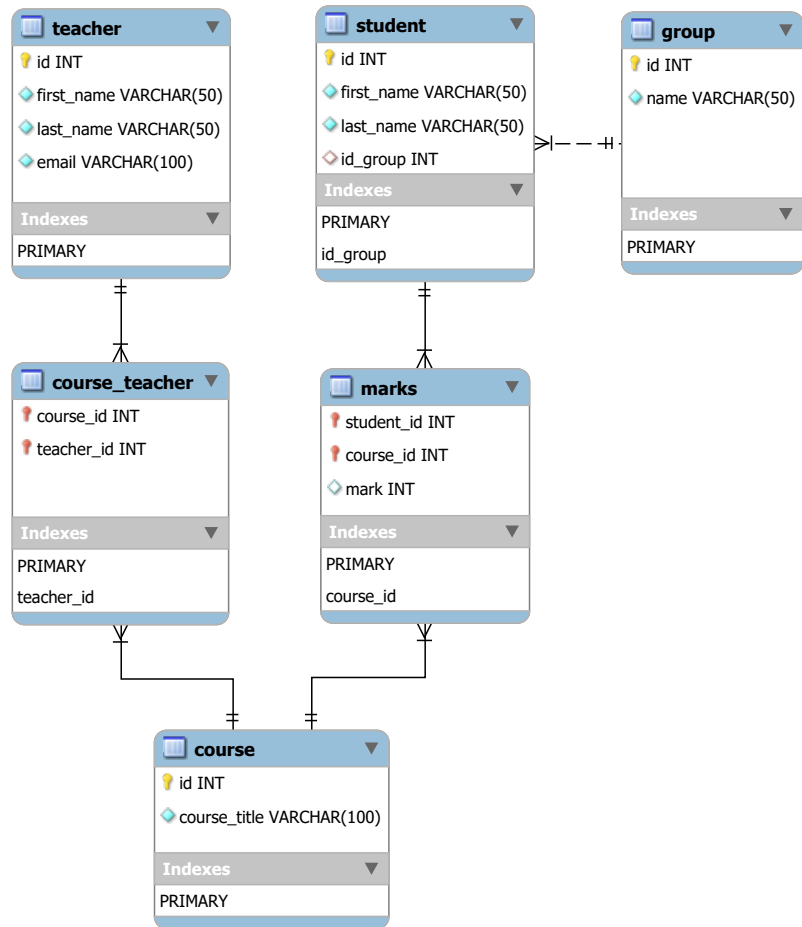 teacher
id INT
first_name VARCHAR(50)
last_name VARCHAR(50)
email VARCHAR(100)
Indexes
PRIMARY
student
id INT
first_name VARCHAR(50)
last_name VARCHAR(50)
id_group INT
Indexes
PRIMARY
id_group
group
id INT
name VARCHAR(50)
Indexes
PRIMARY
course_teacher
course_id INT
teacher_id INT
Indexes
PRIMARY
teacher_id
marks
student_id INT
course_id INT
mark INT
Indexes
PRIMARY
course_id
course
id INT
course_title VARCHAR(100)
Indexes
PRIMARY